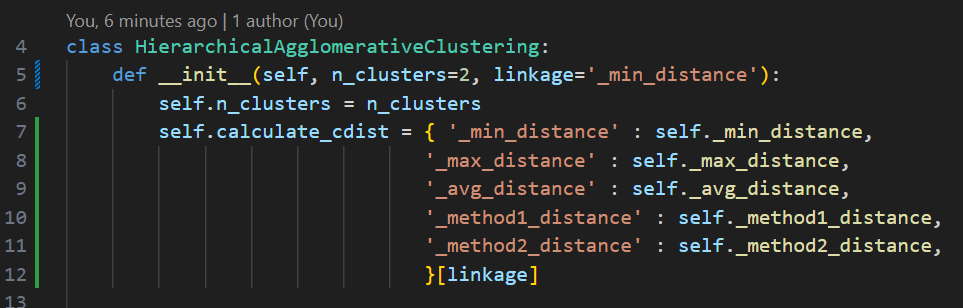 You, 6 minutes ago | 1 author (You)
4 class HierarchicalAgglomerativeClustering:
5     def __init__(self, n_clusters=2, linkage='_min_distance'):
6         self.n_clusters = n_clusters
7         self.calculate_cdist = { '_min_distance' : self._min_distance,
8                                '_max_distance' : self._max_distance,
9                                '_avg_distance' : self._avg_distance,
10                                '_method1_distance' : self._method1_distance,
11                                '_method2_distance' : self._method2_distance,
12                                }[linkage]
13